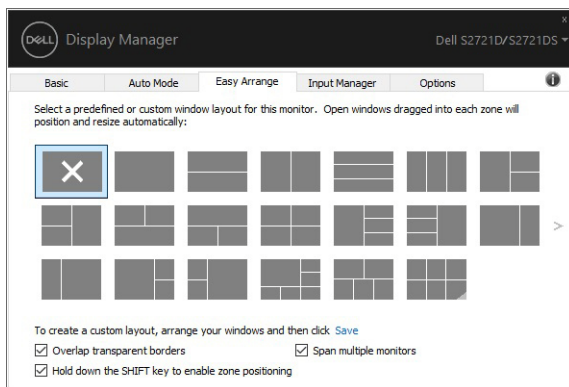 x
DELL Display Manager Dell S2721D/S2721DS
Basic Auto Mode Easy Arrange Input Manager Options i
Select a predefined or custom window layout for this monitor. Open windows dragged into each zone will
position and resize automatically:
>
To create a custom layout, arrange your windows and then click Save
Overlap transparent borders Span multiple monitors
Hold down the SHIFT key to enable zone positioning